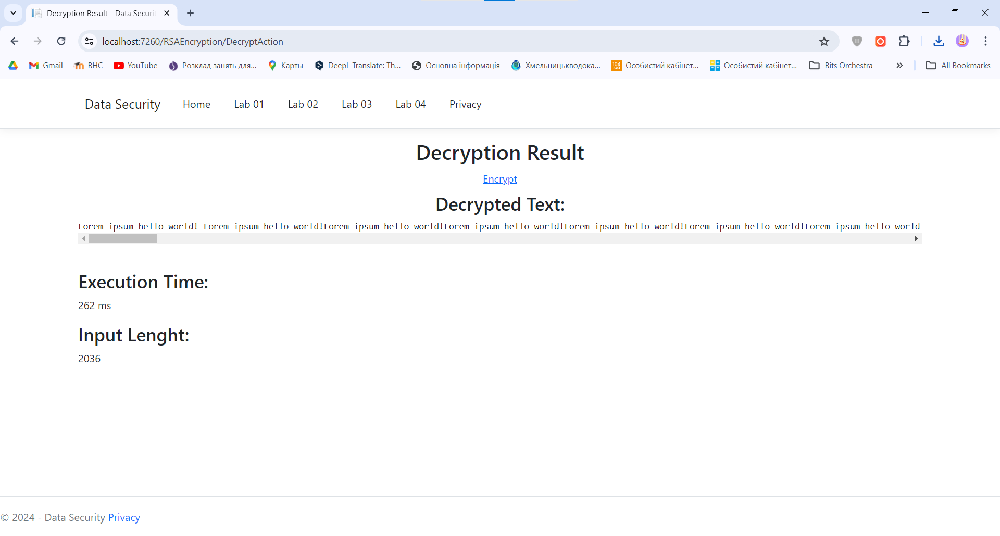 Decryption Result - Data Securi
localhost:7260/RSAEncryption/DecryptAction
Gmail
ВНС
YouTube
Розклад занять для...
Карты
DeepL Translate: Th...
Основна інформація
Хмельницькводока...
104 .ua
Особистий кабінет...
Особистий кабінет...
Bits Orchestra
All Bookmarks
Data Security
Home
Lab 01
Lab 02
Lab 03
Lab 04
Privacy
Decryption Result
Encrypt
Decrypted Text:
Lorem ipsum hello world! Lorem ipsum hello world!Lorem ipsum hello world!Lorem ipsum hello world!Lorem ipsum hello world!Lorem ipsum hello world!Lorem ipsum hello world
Execution Time:
262 ms
Input Lenght:
2036
© 2024 - Data Security Privacy